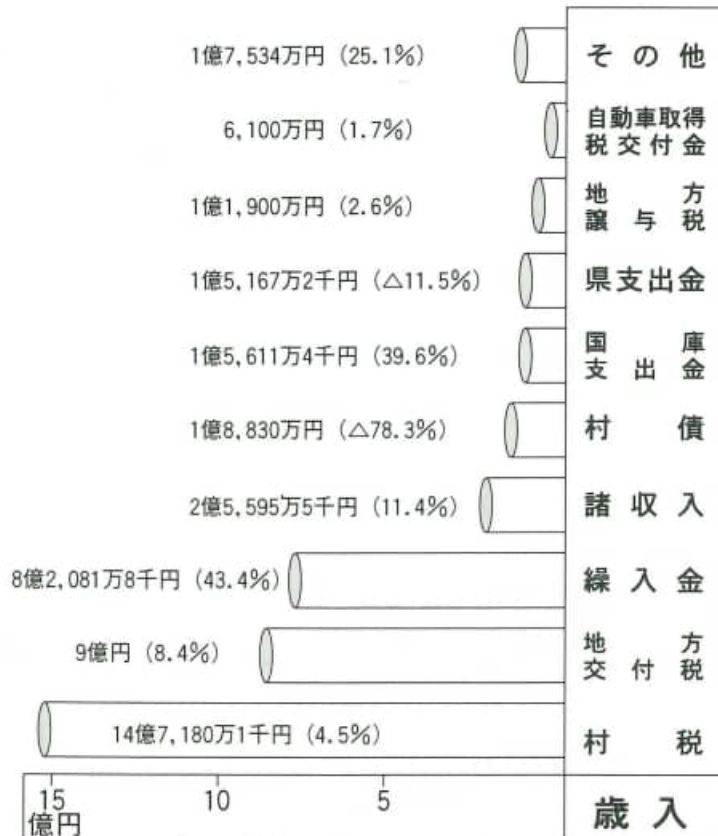 1億7,534万円 (25.1%) その他
6,100万円 (1.7%) 自動車取得
税交付金
1億1,900万円 (2.6%) 地方
譲与税
1億5,167万2千円 (△11.5%) 県支出金
1億5,611万4千円 (39.6%) 国庫
支出金
1億8,830万円 (△78.3%) 村債
2億5,595万5千円 (11.4%) 諸収入
8億2,081万8千円 (43.4%) 繰入金
9億円 (8.4%) 地方
交付税
14億7,180万1千円 (4.5%) 村税
15 10 5
億円
歳入